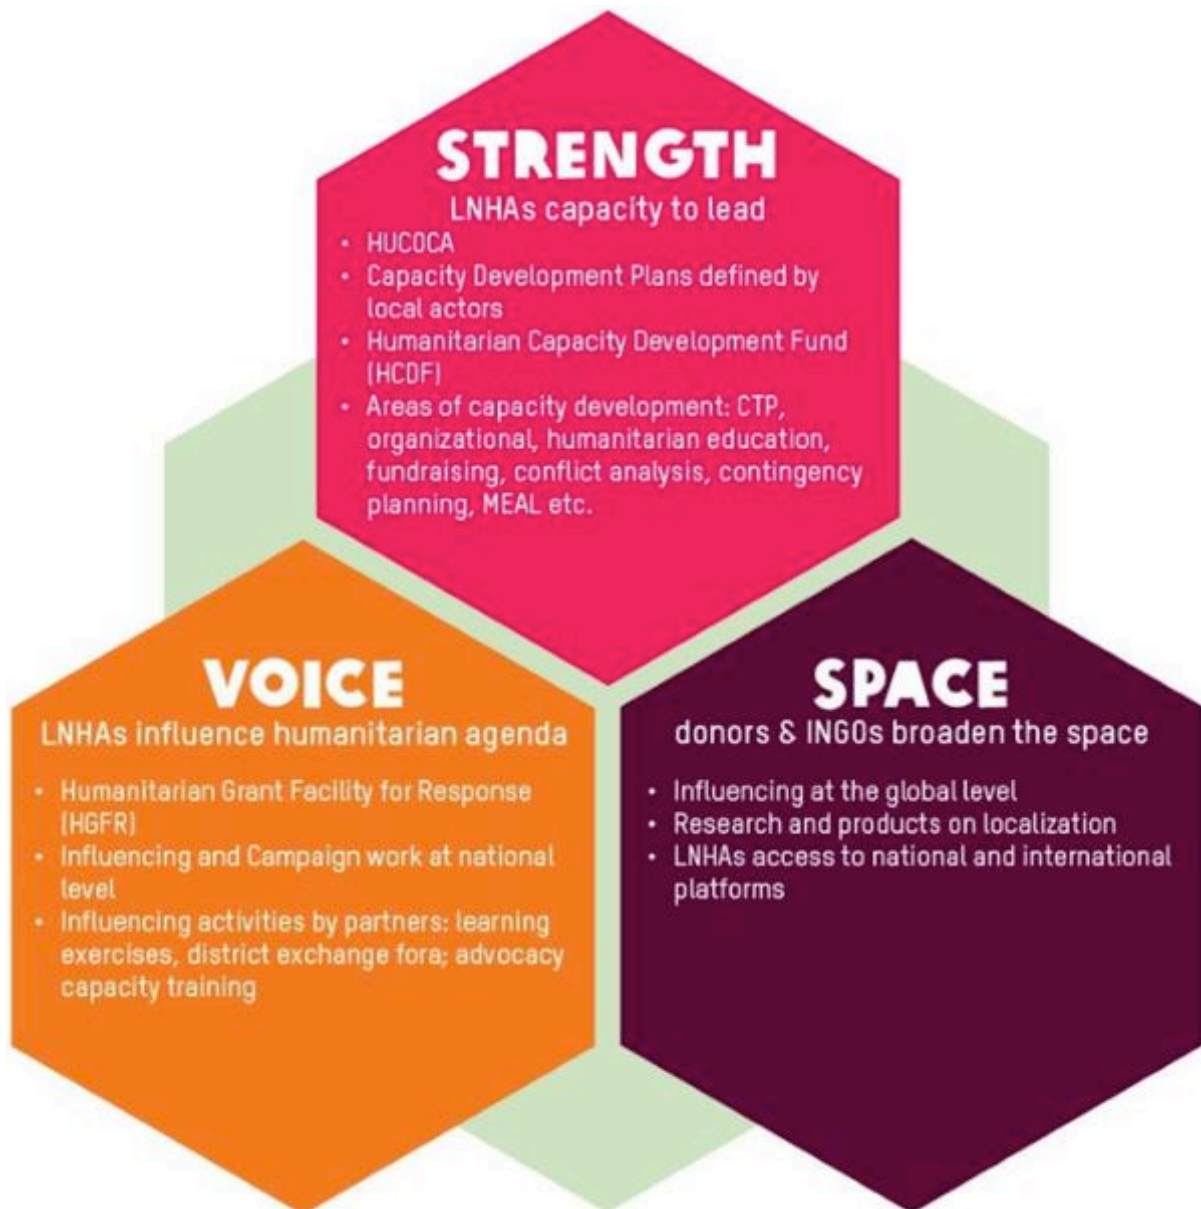 STRENGTH
LNHAs capacity to lead
• HUCOCA
• Capacity Development Plans defined by
local actors
• Humanitarian Capacity Development Fund
(HCDF)
• Areas of capacity development: CTP,
organizational, humanitarian education,
fundraising, conflict analysis, contingency
planning, MEAL etc.
VOICE
LNHAs influence humanitarian agenda
• Humanitarian Grant Facility for Response
(HGFR)
• Influencing and Campaign work at national
level
• Influencing activities by partners: learning
exercises, district exchange fora; advocacy
capacity training
SPACE
donors & INGOs broaden the space
• Influencing at the global level
• Research and products on localization
• LNHAs access to national and international
platforms